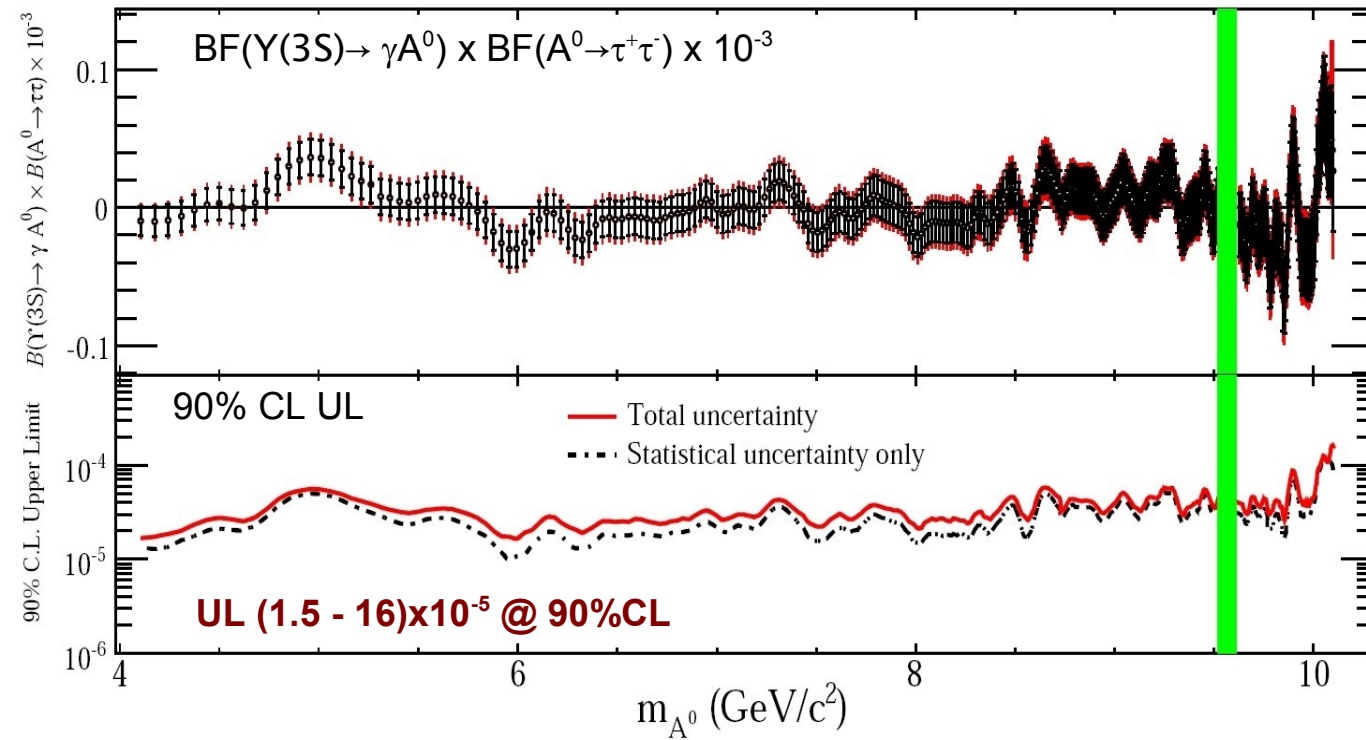 BF(Υ(3S)→ γA⁰) x BF(A⁰→τ⁺τ⁻) x 10⁻³
B(Υ(3S)→ γ A⁰) × B(A⁰→ττ) × 10⁻³
0.1
0
-0.1
90% CL UL
Total uncertainty
Statistical uncertainty only
90% C.L. Upper Limit
10⁻⁴
10⁻⁵
10⁻⁶
UL (1.5 - 16)x10⁻⁵ @ 90%CL
4 6 8 10
m_A⁰ (GeV/c²)